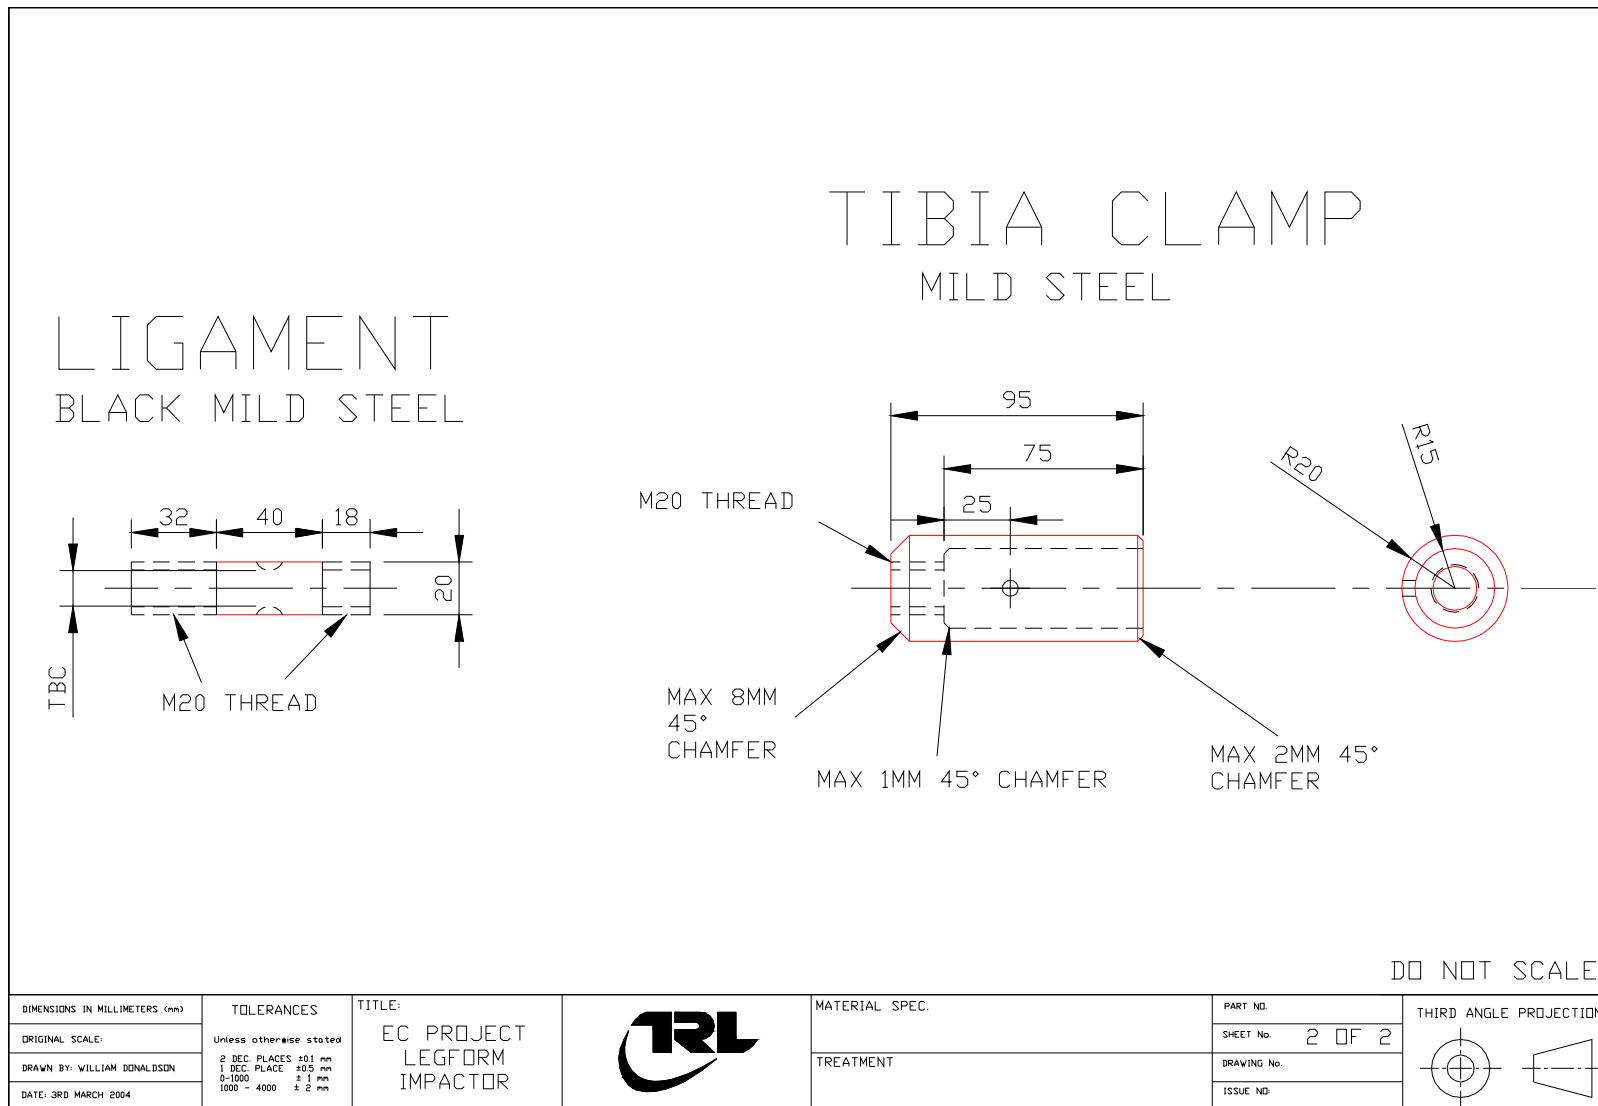 TIBIA CLAMP
MILD STEEL
LIGAMENT
BLACK MILD STEEL
95
75
25
M20 THREAD
R20
R15
32
40
18
20
TBC
M20 THREAD
MAX 8MM
45°
CHAMFER
MAX 1MM 45° CHAMFER
MAX 2MM 45°
CHAMFER
DO NOT SCALE
DIMENSIONS IN MILLIMETERS (mm)
ORIGINAL SCALE:
DRAWN BY: WILLIAM DONALDSON
DATE: 3RD MARCH 2004
TOLERANCES
Unless otherwise stated
2 DEC. PLACES ±0.1 mm
1 DEC. PLACE ±0.5 mm
0-1000 ± 1 mm
1000 - 4000 ± 2 mm
TITLE:
EC PROJECT
LEGFORM
IMPACTOR
TRL
MATERIAL SPEC.
TREATMENT
PART NO.
SHEET No. 2 OF 2
DRAWING No.
ISSUE NO:
THIRD ANGLE PROJECTION